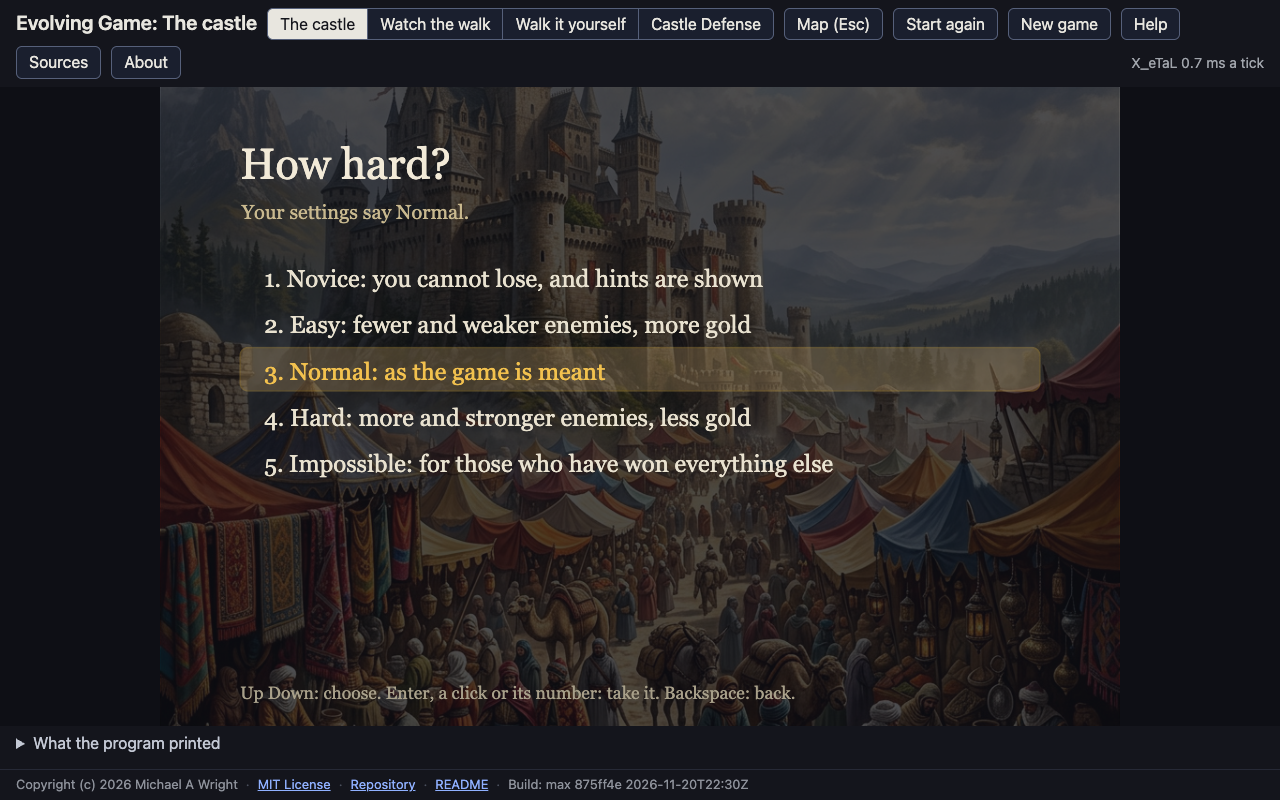 Evolving Game: The castle
The castle
Watch the walk
Walk it yourself
Castle Defense
Map (Esc)
Start again
New game
Help
Sources
About
X_eTaL 0.7 ms a tick
How hard?
Your settings say Normal.
1. Novice: you cannot lose, and hints are shown
2. Easy: fewer and weaker enemies, more gold
3. Normal: as the game is meant
4. Hard: more and stronger enemies, less gold
5. Impossible: for those who have won everything else
Up Down: choose. Enter, a click or its number: take it. Backspace: back.
What the program printed
Copyright (c) 2026 Michael A Wright · MIT License · Repository · README · Build: max 875ff4e 2026-11-20T22:30Z